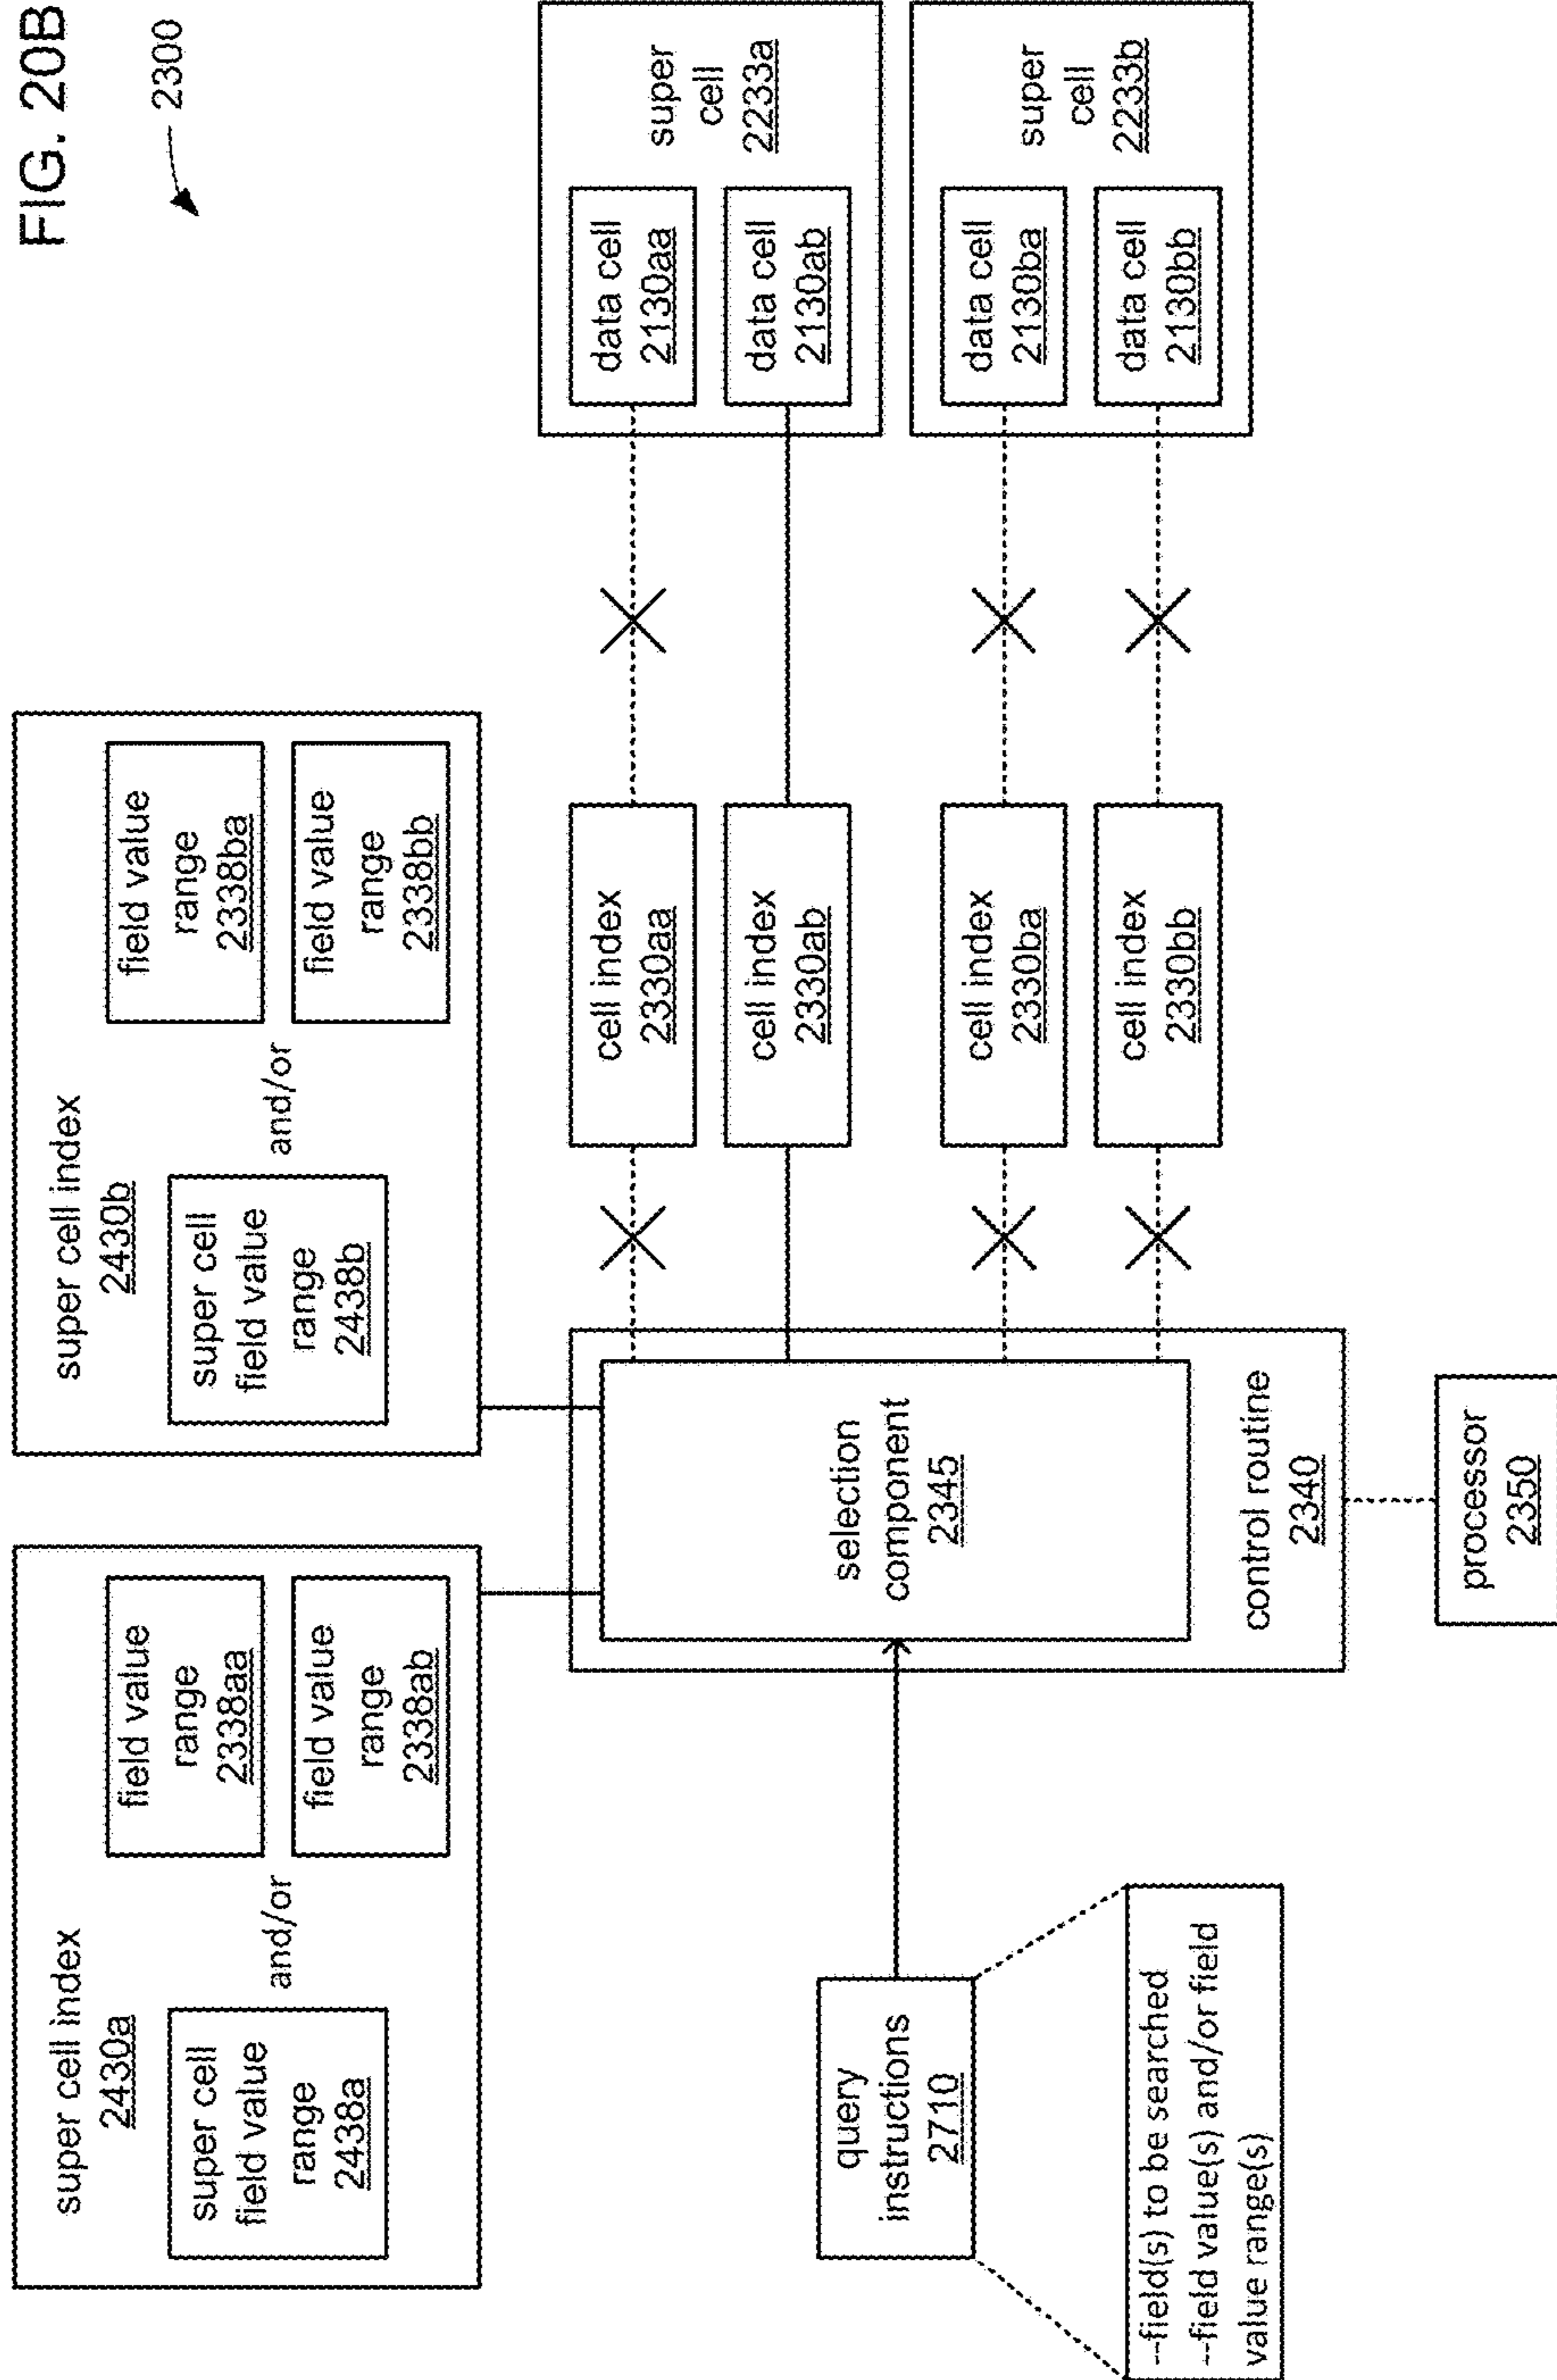 FIG. 20B
2300
super cell index
2430a
super cell
field value
range
2438a
and/or
field value
range
2338aa
field value
range
2338ab
super cell index
2430b
super cell
field value
range
2438b
and/or
field value
range
2338ba
field value
range
2338bb
query
instructions
2710
--field(s) to be searched
--field value(s) and/or field
value range(s)
selection
component
2345
control routine
2340
processor
2350
cell index
2330aa
cell index
2330ab
cell index
2330ba
cell index
2330bb
data cell
2130aa
data cell
2130ab
super
cell
2233a
data cell
2130ba
data cell
2130bb
super
cell
2233b